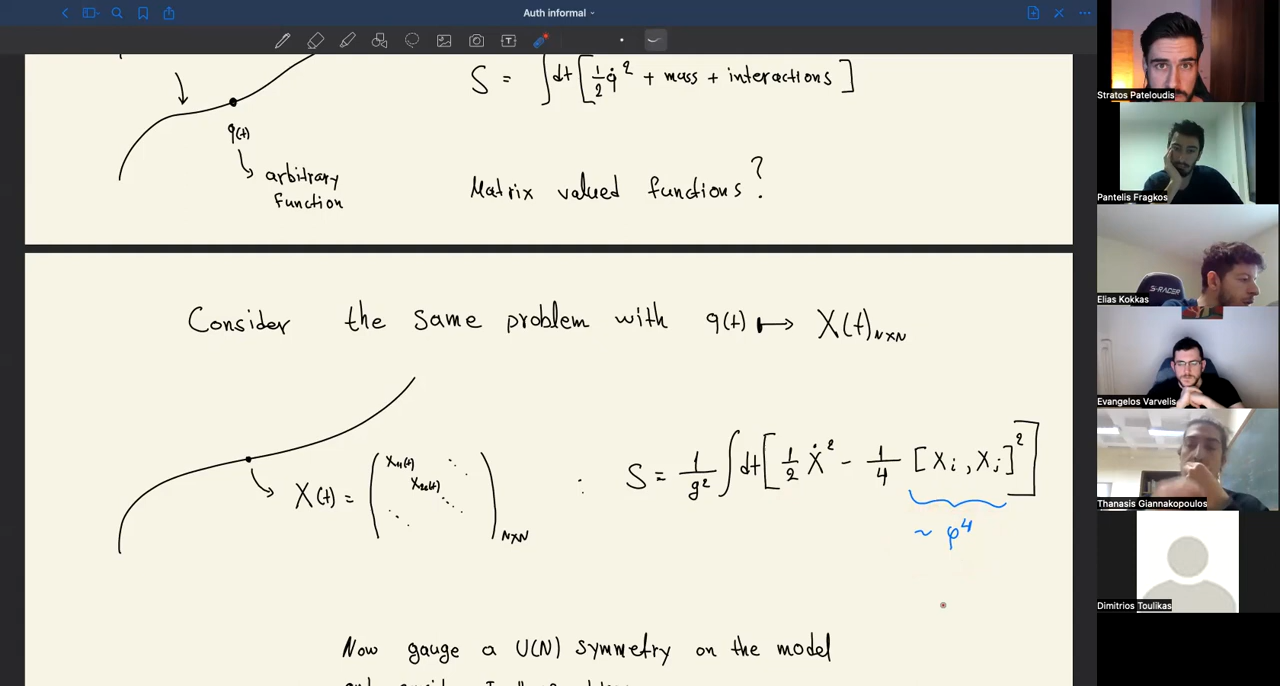 Auth informal
S = ∫dt[½ q̇² + mass + interactions]
q(t)
arbitrary
function
Matrix valued functions?
Consider the same problem with q(t) ↦ X(t)N×N
X(t) = ( X₁₁(t) ⋱ X₂₂(t) ⋱ ⋱ )N×N : S = 1/g² ∫dt[½ Ẋ² - ¼ [Xi, Xj]²]
~ φ⁴
Now gauge a U(N) symmetry on the model
Stratos Pateloudis
Pantelis Fragkos
S-RACER
Elias Kokkas
Evangelos Varvelis
Thanasis Giannakopoulos
Dimitrios Toulikas